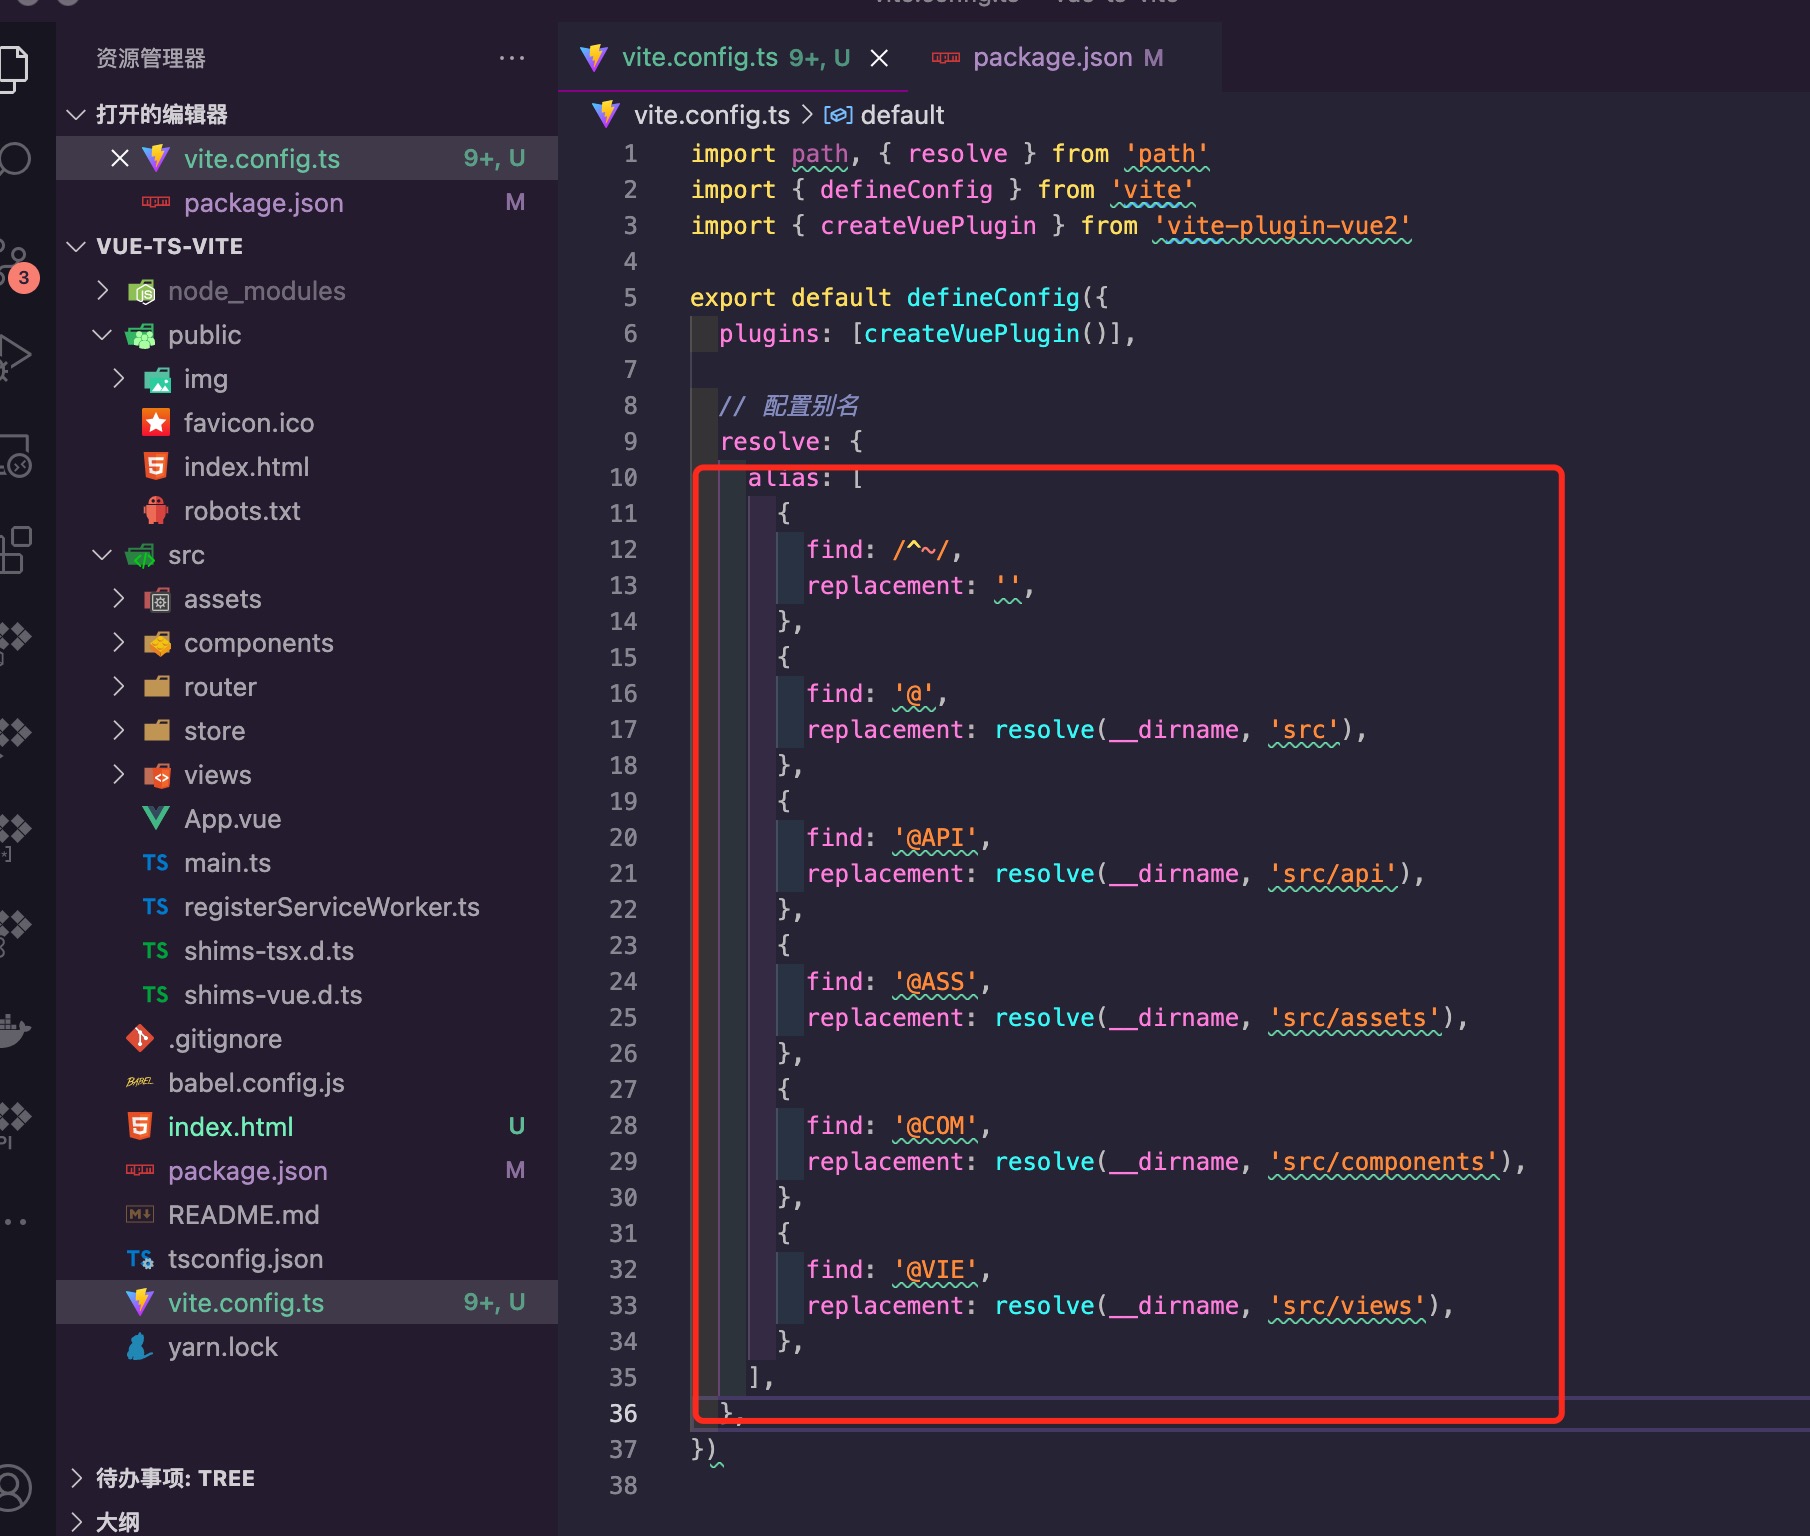 资源管理器
打开的编辑器
vite.config.ts 9+, U
package.json M
VUE-TS-VITE
node_modules
public
img
favicon.ico
index.html
robots.txt
src
assets
components
router
store
views
App.vue
TS main.ts
TS registerServiceWorker.ts
TS shims-tsx.d.ts
TS shims-vue.d.ts
.gitignore
BABEL babel.config.js
index.html U
package.json M
README.md
TS tsconfig.json
vite.config.ts 9+, U
yarn.lock
待办事项: TREE
大纲
3
vite.config.ts 9+, U
package.json M
vite.config.ts > default
1 import path, { resolve } from 'path'
2 import { defineConfig } from 'vite'
3 import { createVuePlugin } from 'vite-plugin-vue2'
4
5 export default defineConfig({
6 plugins: [createVuePlugin()],
7
8 // 配置别名
9 resolve: {
10 alias: [
11 {
12 find: /^~/,
13 replacement: '',
14 },
15 {
16 find: '@',
17 replacement: resolve(__dirname, 'src'),
18 },
19 {
20 find: '@API',
21 replacement: resolve(__dirname, 'src/api'),
22 },
23 {
24 find: '@ASS',
25 replacement: resolve(__dirname, 'src/assets'),
26 },
27 {
28 find: '@COM',
29 replacement: resolve(__dirname, 'src/components'),
30 },
31 {
32 find: '@VIE',
33 replacement: resolve(__dirname, 'src/views'),
34 },
35 ],
36 },
37 })
38